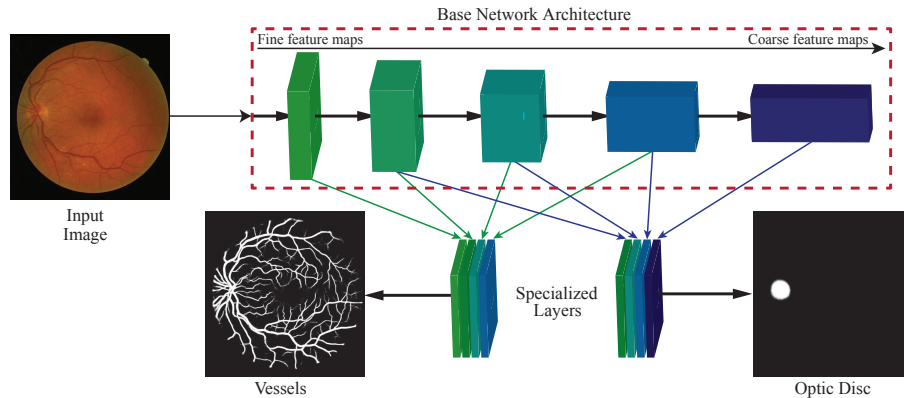 Base Network Architecture
Fine feature maps
Coarse feature maps
Input
Image
Specialized
Layers
Vessels
Optic Disc